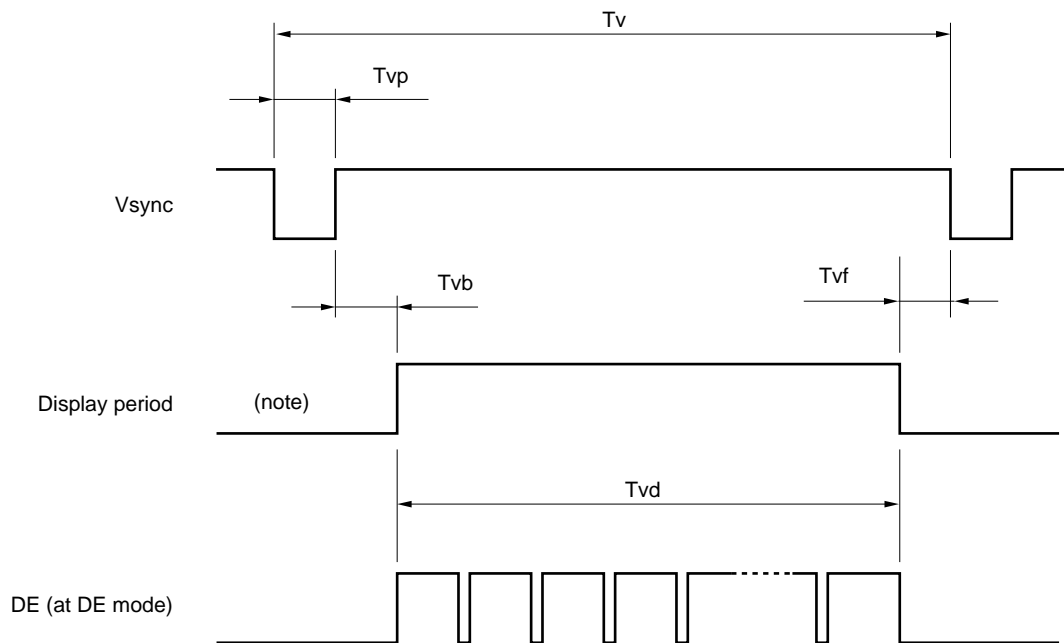 Tv
Tvp
Vsync
Tvb
Tvf
Display period
(note)
Tvd
DE (at DE mode)